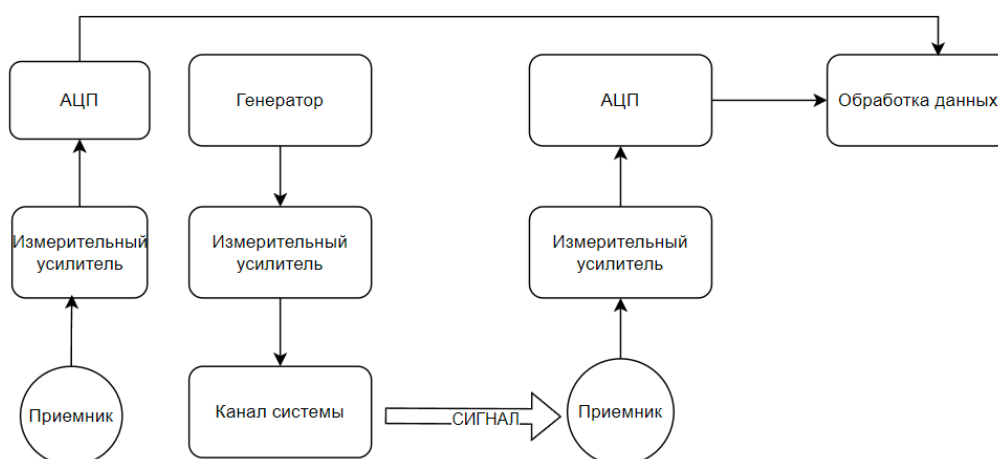 АЦП
Генератор
АЦП
Обработка данных
Измерительный
усилитель
Измерительный
усилитель
Измерительный
усилитель
Приемник
Канал системы
СИГНАЛ
Приемник